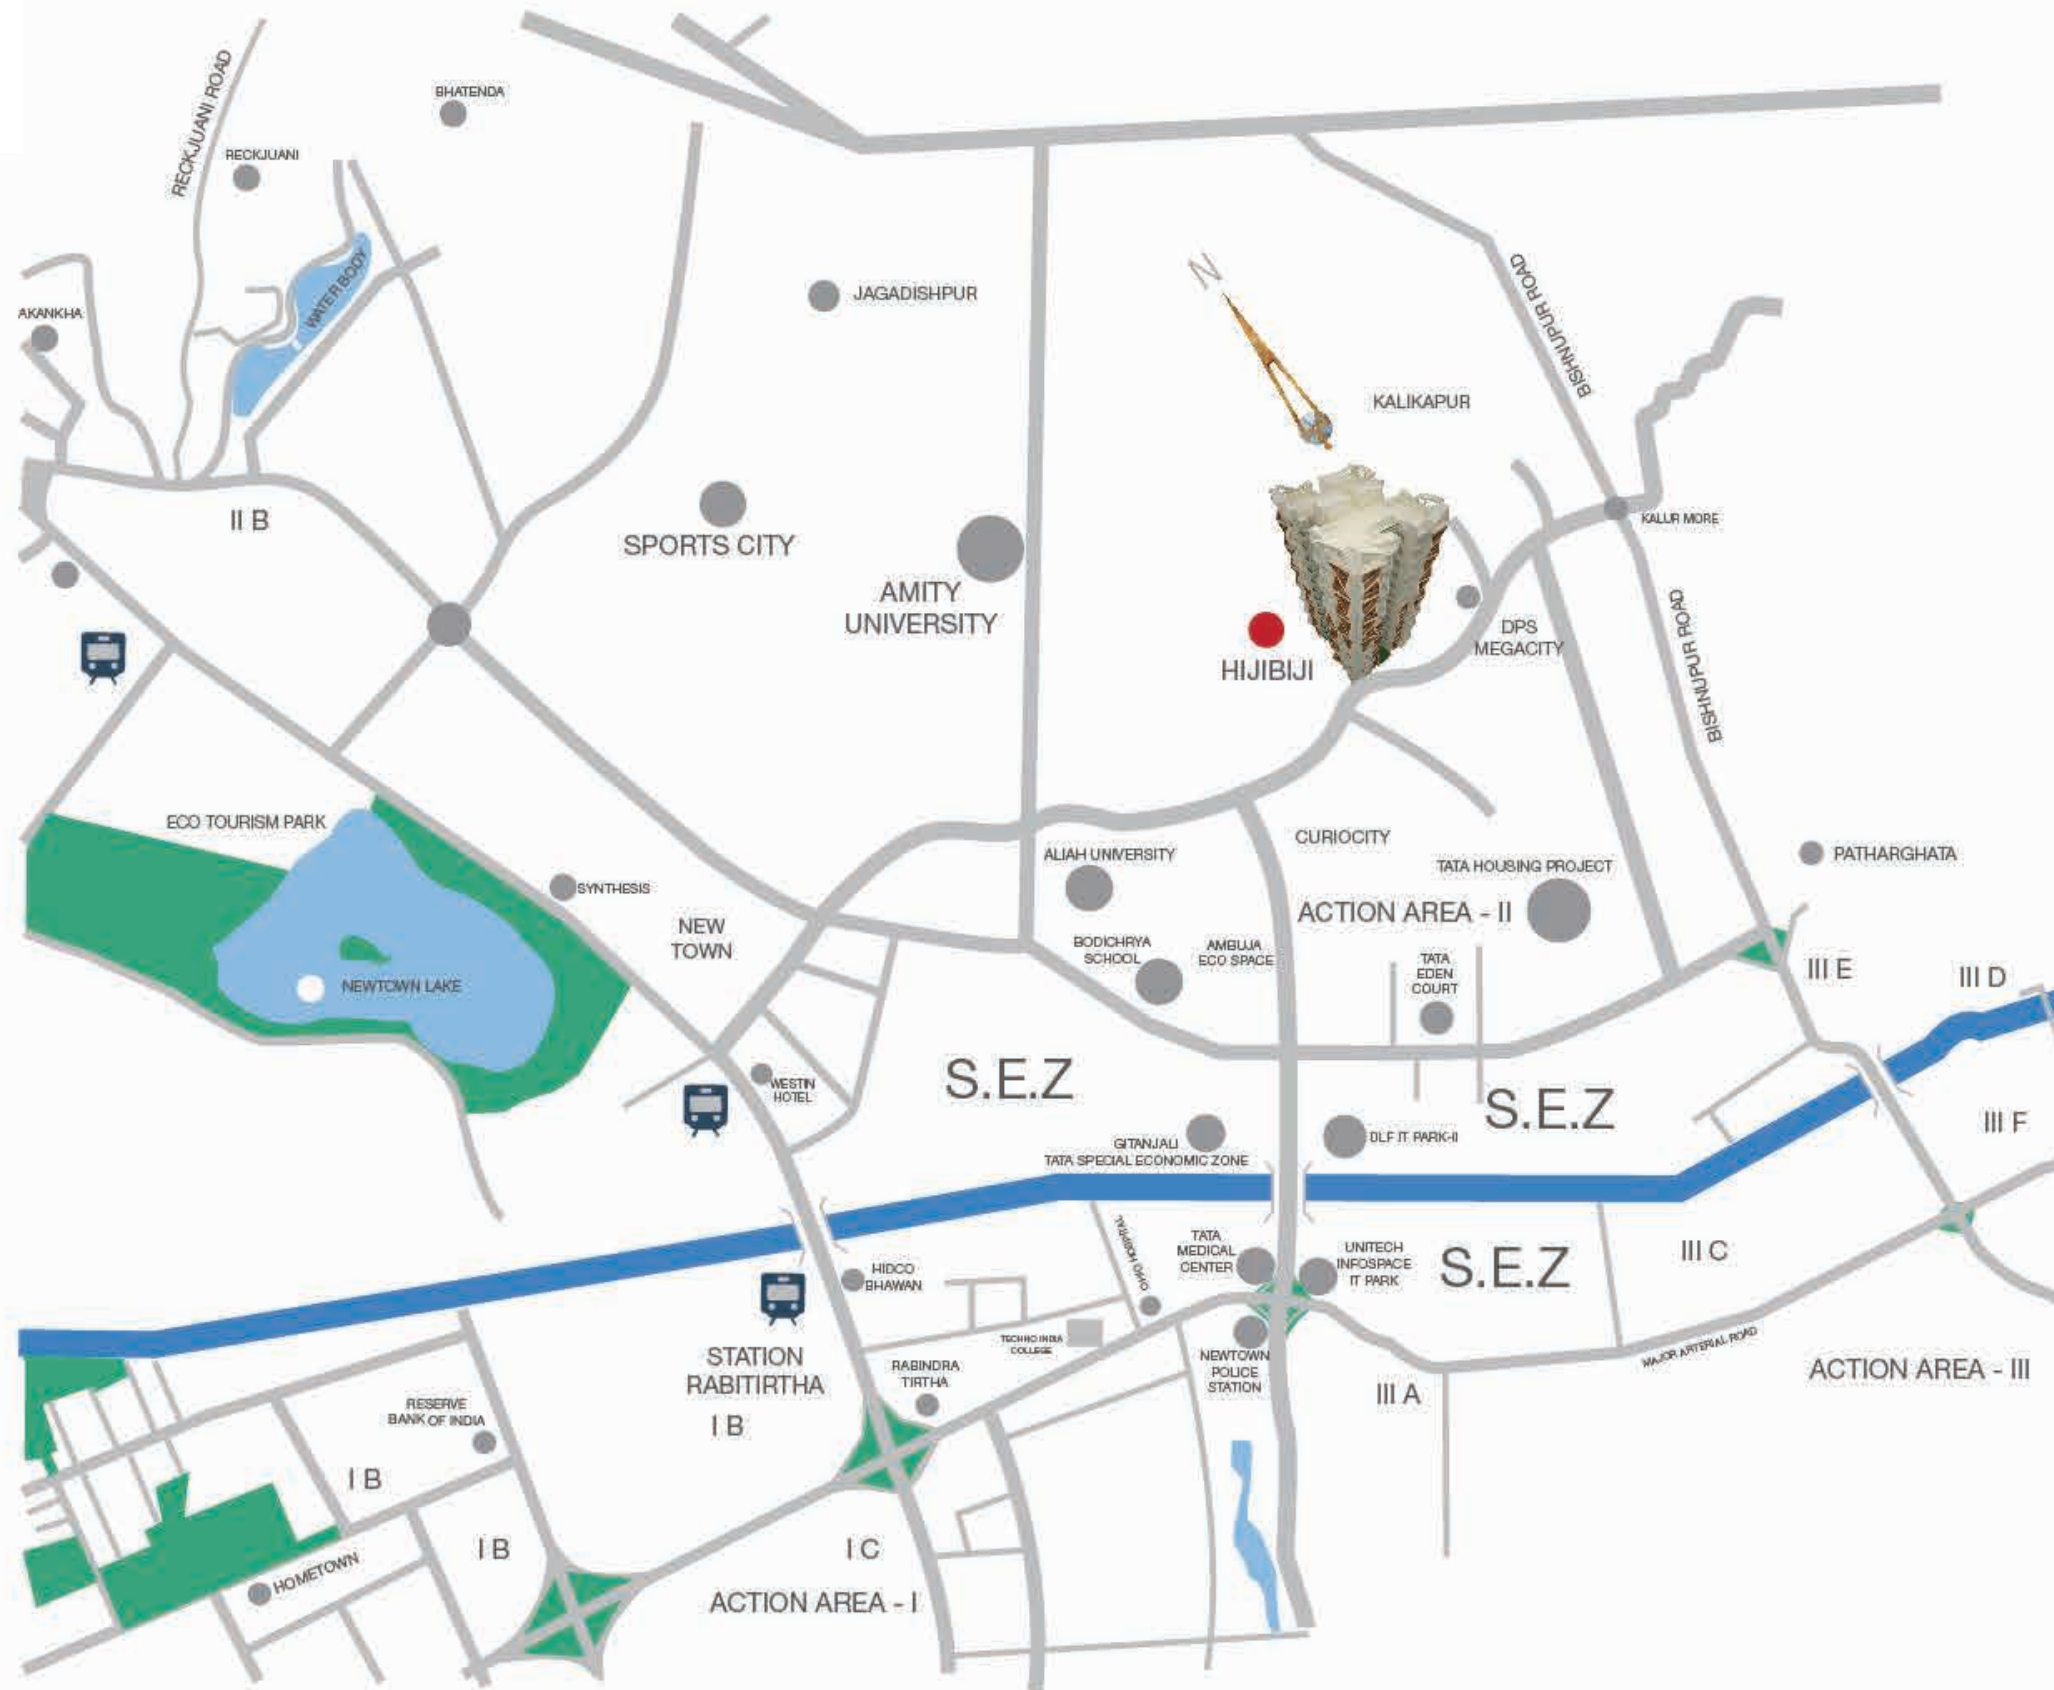 RECKJUANI ROAD
BHATENDA
RECKJUANI
WATER BODY
AKANKHA
JAGADISHPUR
N
BISHNUPUR ROAD
KALIKAPUR
II B
SPORTS CITY
AMITY
UNIVERSITY
KALUR MORE
HIJIBIJI
DPS
MEGACITY
BISHNUPUR ROAD
ECO TOURISM PARK
SYNTHESIS
NEWTOWN LAKE
NEW
TOWN
ALIAH UNIVERSITY
CURIOCITY
TATA HOUSING PROJECT
PATHARGHATA
ACTION AREA - II
BODICHRYA
SCHOOL
AMBUJA
ECO SPACE
TATA
EDEN
COURT
III E
III D
WESTIN
HOTEL
S.E.Z
S.E.Z
III F
GITANJALI
TATA SPECIAL ECONOMIC ZONE
DLF IT PARK-II
OHIO HOSPITAL
TATA
MEDICAL
CENTER
UNITECH
INFOSPACE
IT PARK
S.E.Z
III C
HIDCO
BHAWAN
STATION
RABITIRTHA
I B
TECHNO INDIA
COLLEGE
RABINDRA
TIRTHA
NEWTOWN
POLICE
STATION
MAJOR ARTERIAL ROAD
III A
ACTION AREA - III
RESERVE
BANK OF INDIA
I B
I B
I C
HOMETOWN
ACTION AREA - I